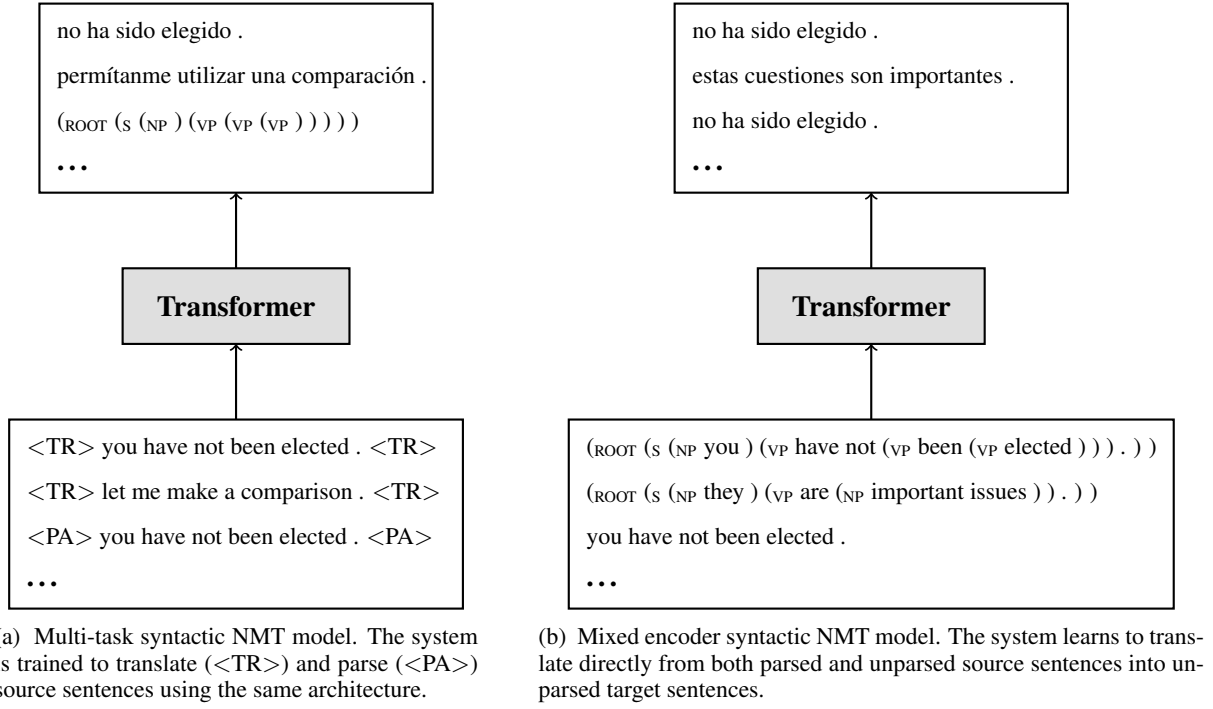 no ha sido elegido .
permítanme utilizar una comparación .
(ROOT (S (NP ) (VP (VP (VP ) ) ) ) )
...
Transformer
<TR> you have not been elected . <TR>
<TR> let me make a comparison . <TR>
<PA> you have not been elected . <PA>
...
a) Multi-task syntactic NMT model. The system
s trained to translate (<TR>) and parse (<PA>)
source sentences using the same architecture.
no ha sido elegido .
estas cuestiones son importantes .
no ha sido elegido .
...
Transformer
(ROOT (S (NP you ) (VP have not (VP been (VP elected ) ) ) . ) )
(ROOT (S (NP they ) (VP are (NP important issues ) ) . ) )
you have not been elected .
...
(b) Mixed encoder syntactic NMT model. The system learns to trans-
late directly from both parsed and unparsed source sentences into un-
parsed target sentences.